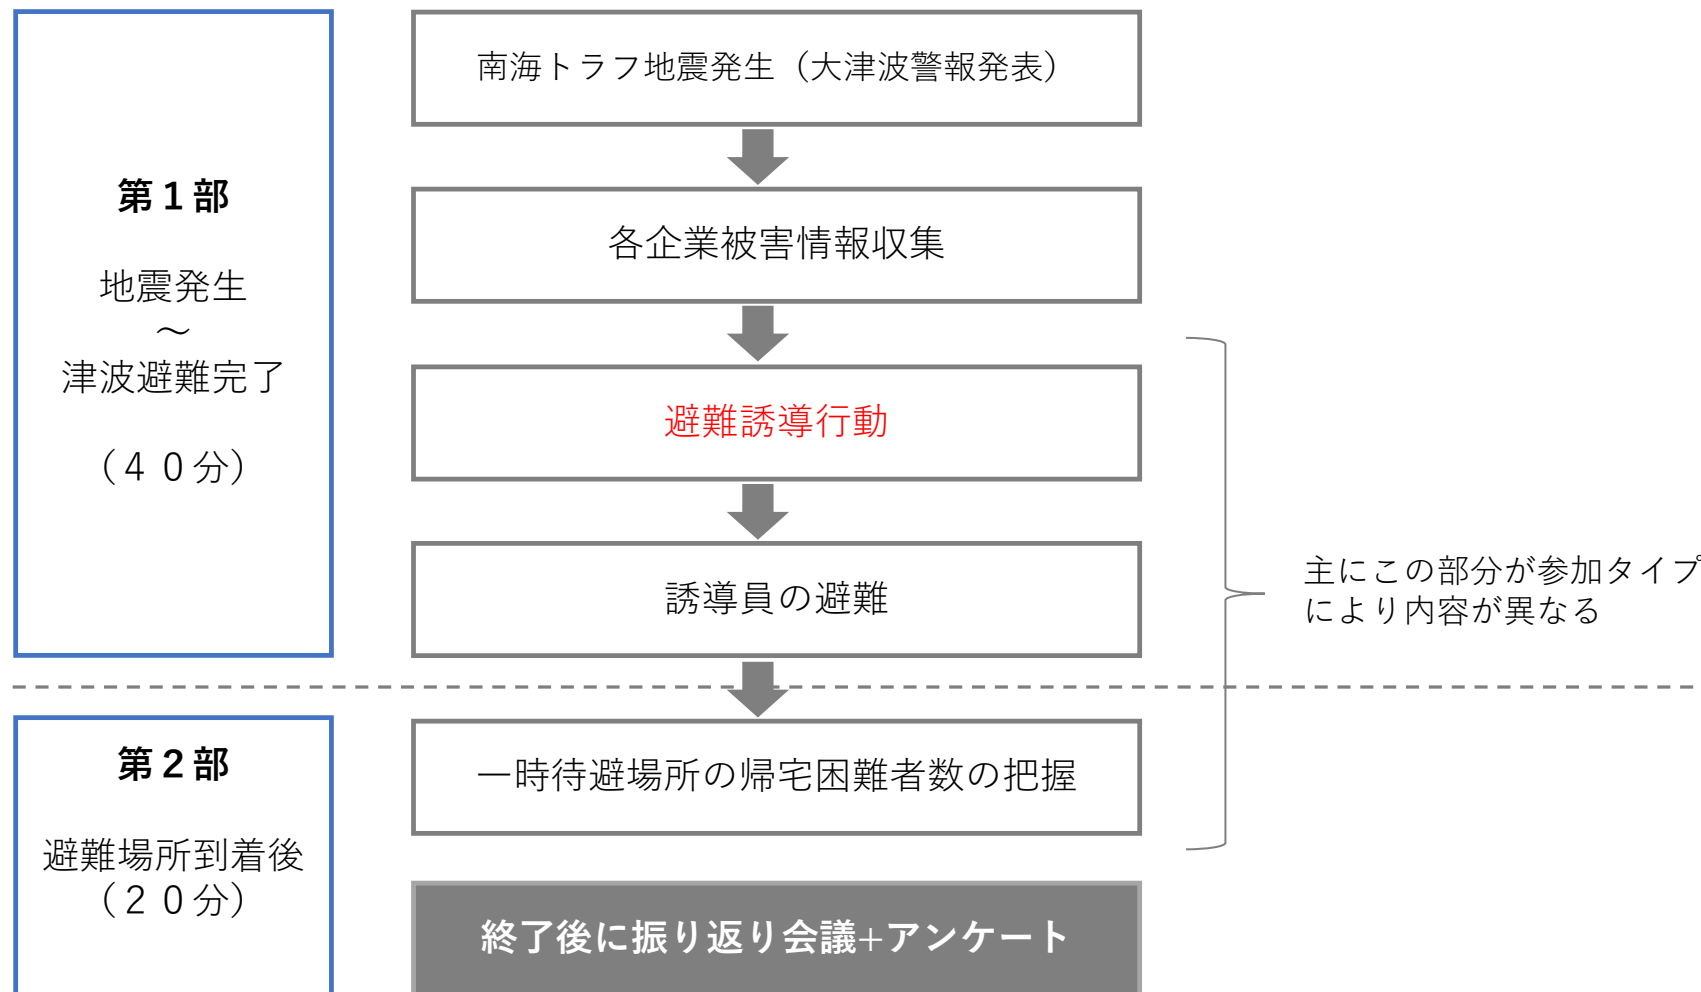 第1部
地震発生
～
津波避難完了
（４０分）
南海トラフ地震発生（大津波警報発表）
各企業被害情報収集
避難誘導行動
誘導員の避難
主にこの部分が参加タイプ
により内容が異なる
第2部
避難場所到着後
（２０分）
一時待避場所の帰宅困難者数の把握
終了後に振り返り会議+アンケート